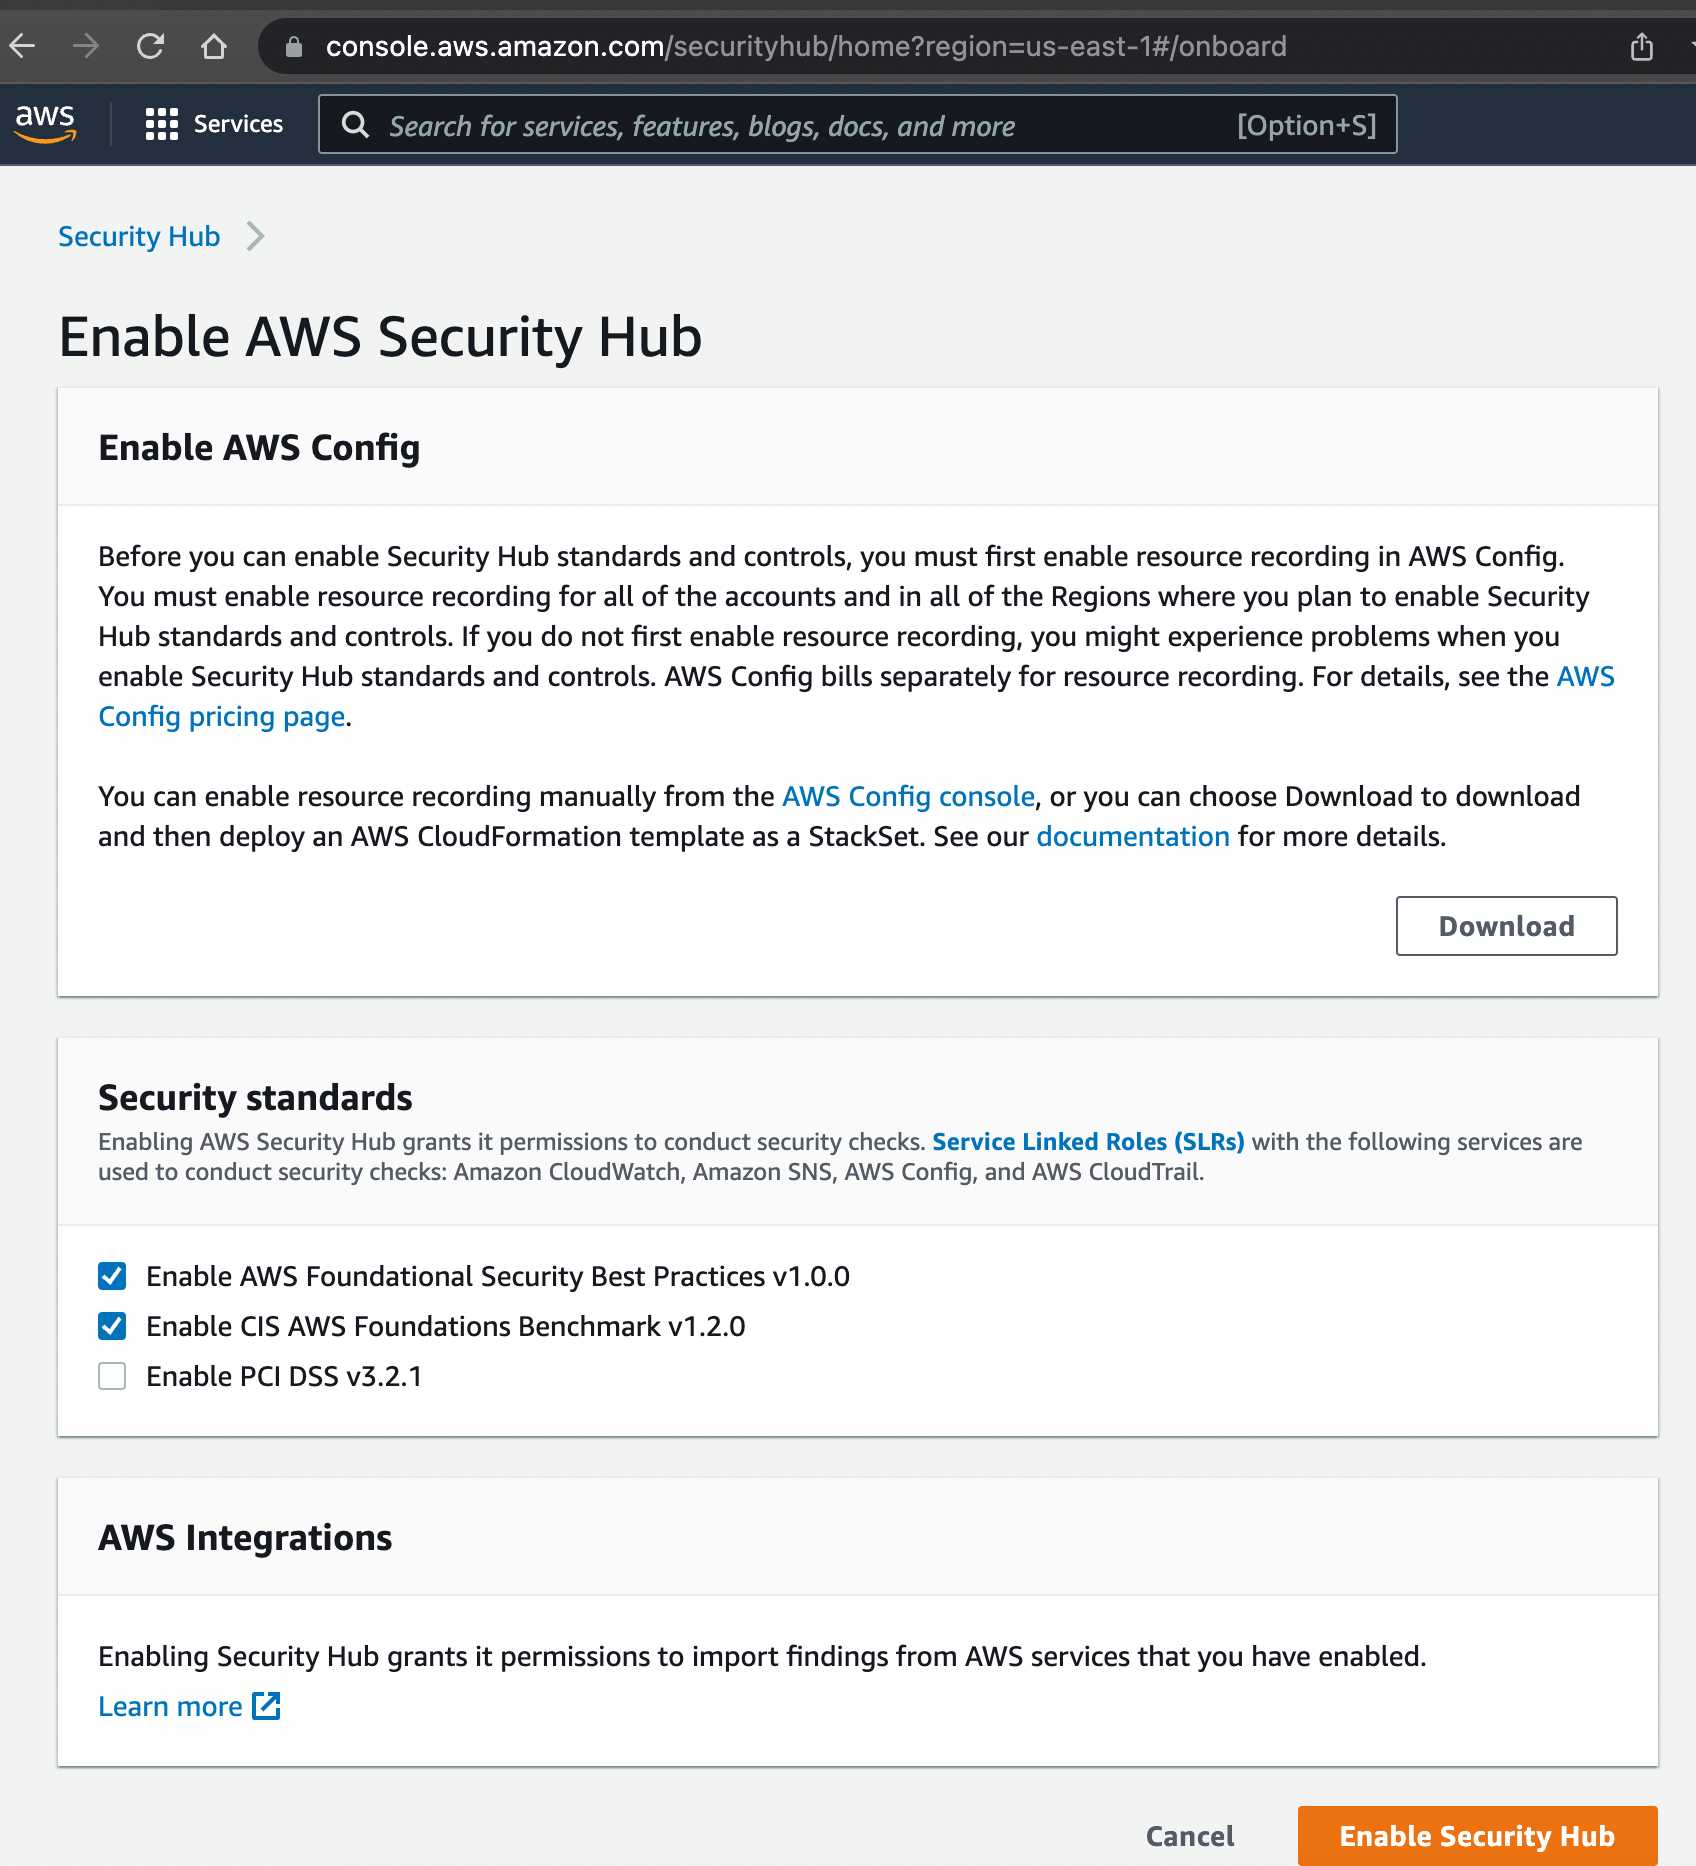 console.aws.amazon.com/securityhub/home?region=us-east-1#/onboard
aws
Services
Search for services, features, blogs, docs, and more
[Option+S]
Security Hub
Enable AWS Security Hub
Enable AWS Config
Before you can enable Security Hub standards and controls, you must first enable resource recording in AWS Config.
You must enable resource recording for all of the accounts and in all of the Regions where you plan to enable Security
Hub standards and controls. If you do not first enable resource recording, you might experience problems when you
enable Security Hub standards and controls. AWS Config bills separately for resource recording. For details, see the AWS
Config pricing page.
You can enable resource recording manually from the AWS Config console, or you can choose Download to download
and then deploy an AWS CloudFormation template as a StackSet. See our documentation for more details.
Download
Security standards
Enabling AWS Security Hub grants it permissions to conduct security checks. Service Linked Roles (SLRs) with the following services are
used to conduct security checks: Amazon CloudWatch, Amazon SNS, AWS Config, and AWS CloudTrail.
Enable AWS Foundational Security Best Practices v1.0.0
Enable CIS AWS Foundations Benchmark v1.2.0
Enable PCI DSS v3.2.1
AWS Integrations
Enabling Security Hub grants it permissions to import findings from AWS services that you have enabled.
Learn more
Cancel
Enable Security Hub